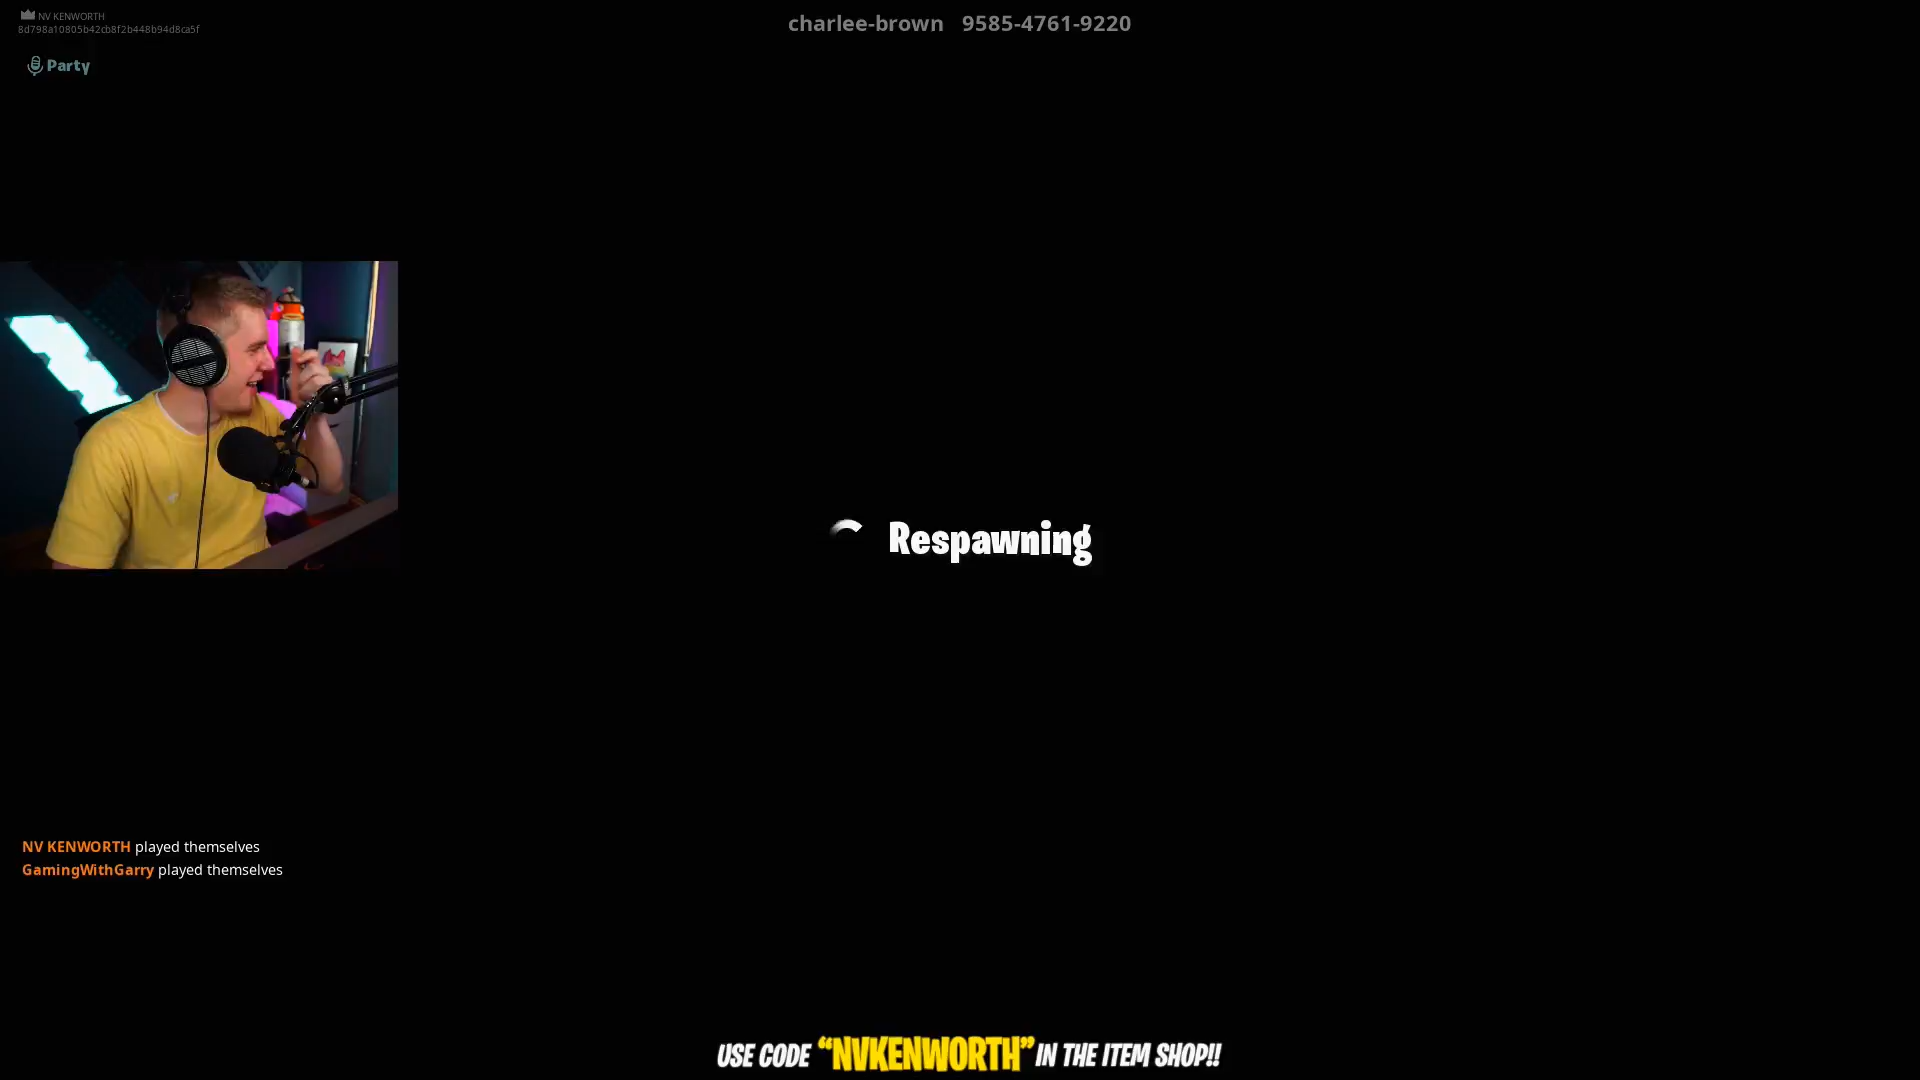 NV KENWORTH
8d798a10805b42cb8f2b448b94d8ca5f
charlee-brown 9585-4761-9220
Party
Respawning
NV KENWORTH played themselves
GamingWithGarry played themselves
USE CODE “NVKENWORTH” IN THE ITEM SHOP!!